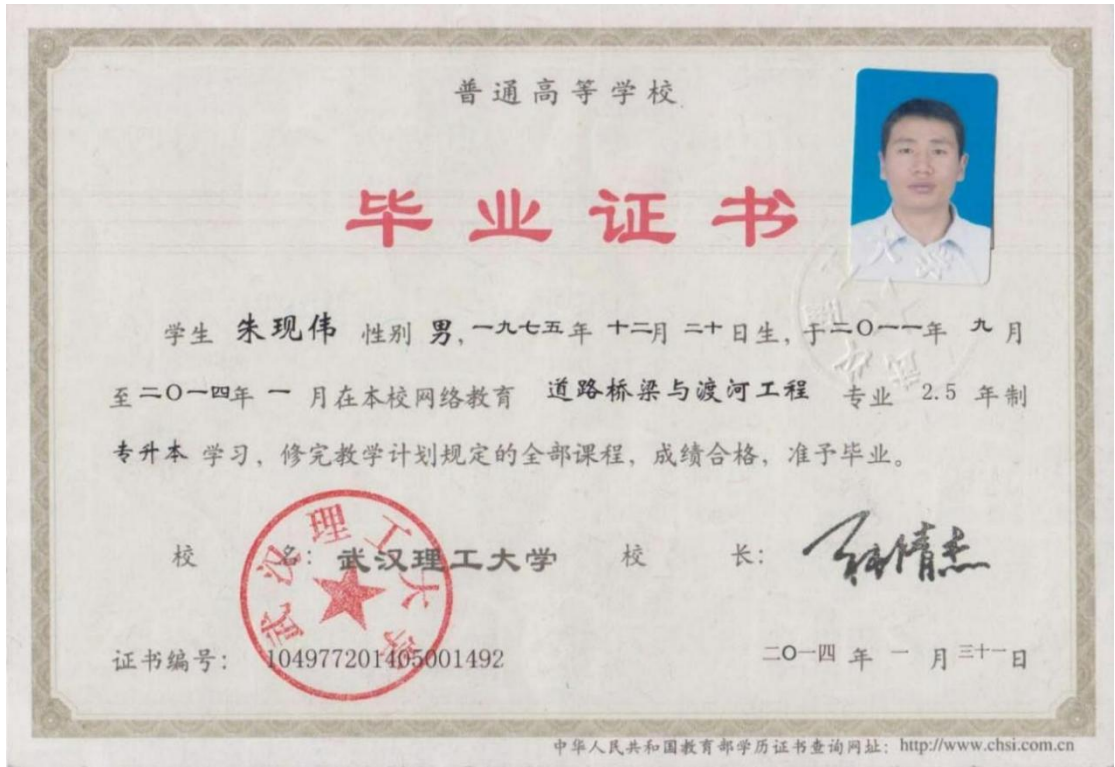 普通高等学校
毕业证书
学生 朱现伟 性别 男，一九七五年 十二月 二十日生，于二〇一一年 九月
至二〇一四年 一 月在本校网络教育 道路桥梁与渡河工程 专业 2.5 年制
专升本 学习，修完教学计划规定的全部课程，成绩合格，准予毕业。
校 名：武汉理工大学 校 长：
武汉理工大学
证书编号：104977201405001492 二〇一四 年 一 月 三十一日
中华人民共和国教育部学历证书查询网址：http://www.chsi.com.cn